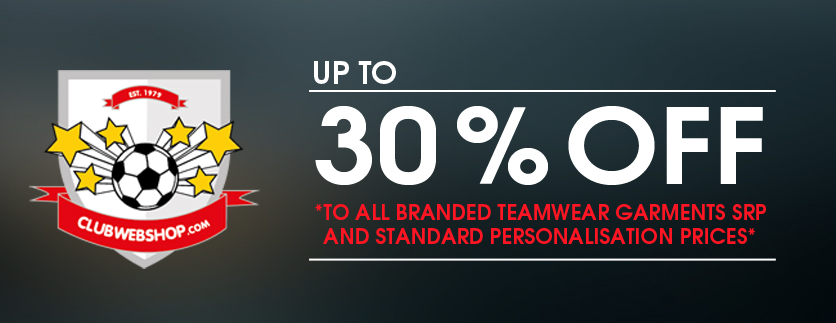 EST. 1979
CLUBWEBSHOP.COM
UP TO
30% OFF
*TO ALL BRANDED TEAMWEAR GARMENTS SRP
AND STANDARD PERSONALISATION PRICES*